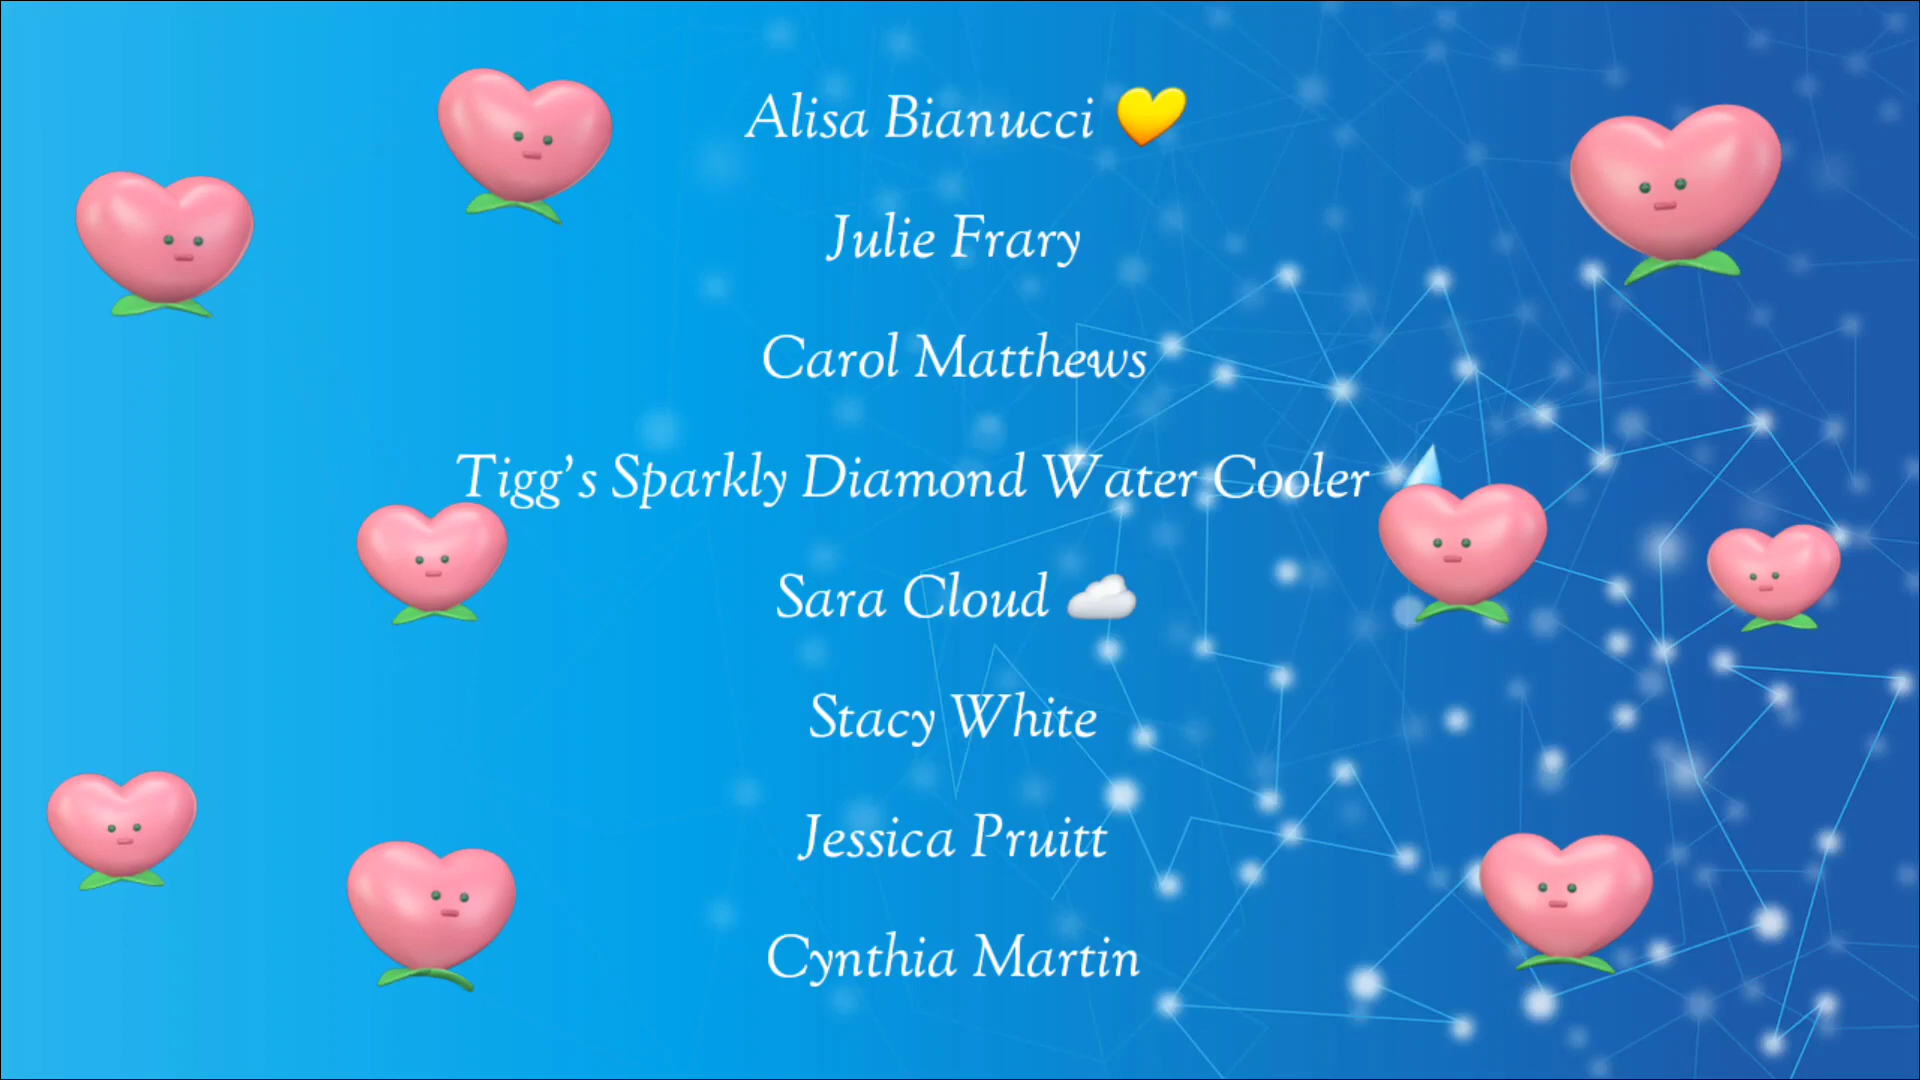 Alisa Bianucci 💛
Julie Frary
Carol Matthews
Tigg's Sparkly Diamond Water Cooler
Sara Cloud ☁️
Stacy White
Jessica Pruitt
Cynthia Martin